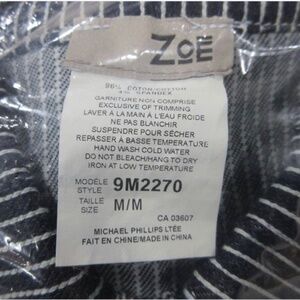 ZOË
96% COTON/COTTON
4% SPANDEX
GARNITURE NON COMPRISE
EXCLUSIVE OF TRIMMING
LAVER À LA MAIN À L'EAU FROIDE
NE PAS BLANCHIR
SUSPENDRE POUR SÉCHER
REPASSER À BASSE TEMPERATURE
HAND WASH COLD WATER
DO NOT BLEACH/HANG TO DRY
IRON AT LOW TEMPERATURE
MODÈLE
STYLE 9M2270
TAILLE
SIZE M/M
CA 03607
MICHAEL PHILLIPS LTÉE
FAIT EN CHINE/MADE IN CHINA